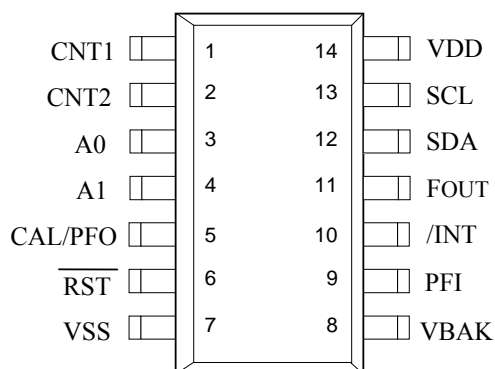 CNT1 1 14 VDD
CNT2 2 13 SCL
A0 3 12 SDA
A1 4 11 FOUT
CAL/PFO 5 10 /INT
RST 6 9 PFI
VSS 7 8 VBAK